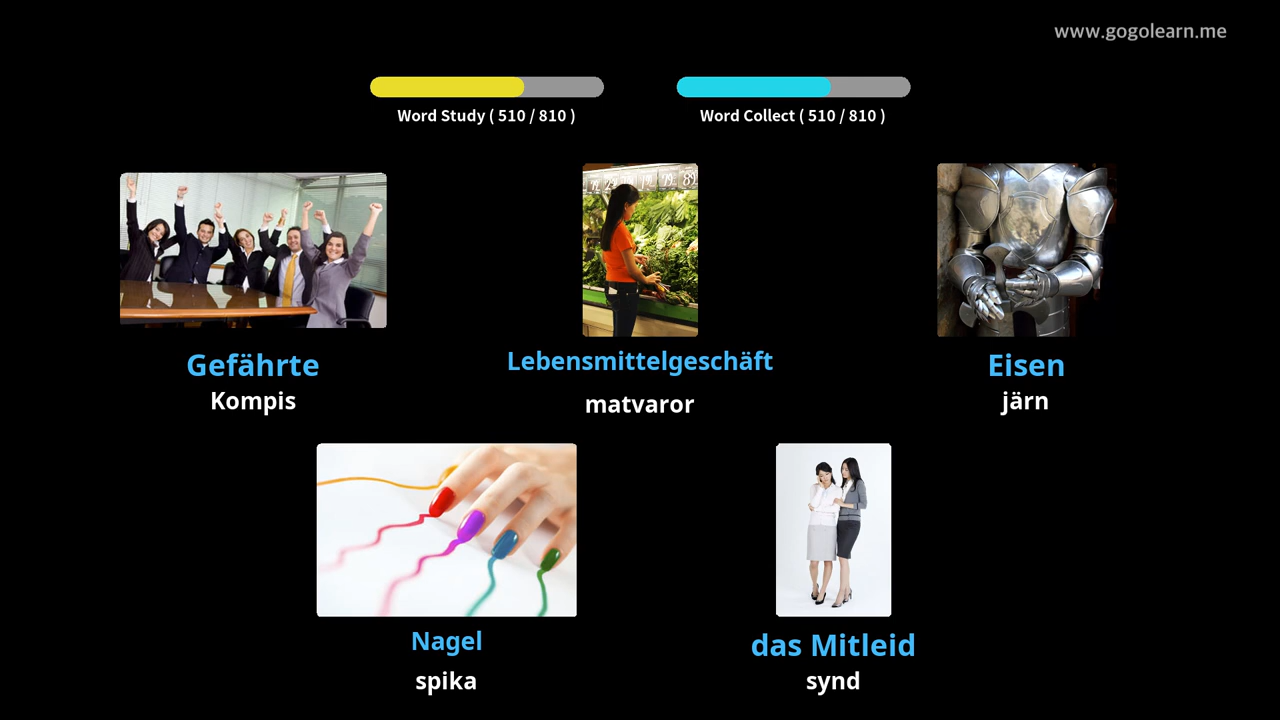 www.gogolearn.me
Word Study ( 510 / 810 )
Word Collect ( 510 / 810 )
Gefährte
Kompis
Lebensmittelgeschäft
matvaror
Eisen
järn
Nagel
spika
das Mitleid
synd